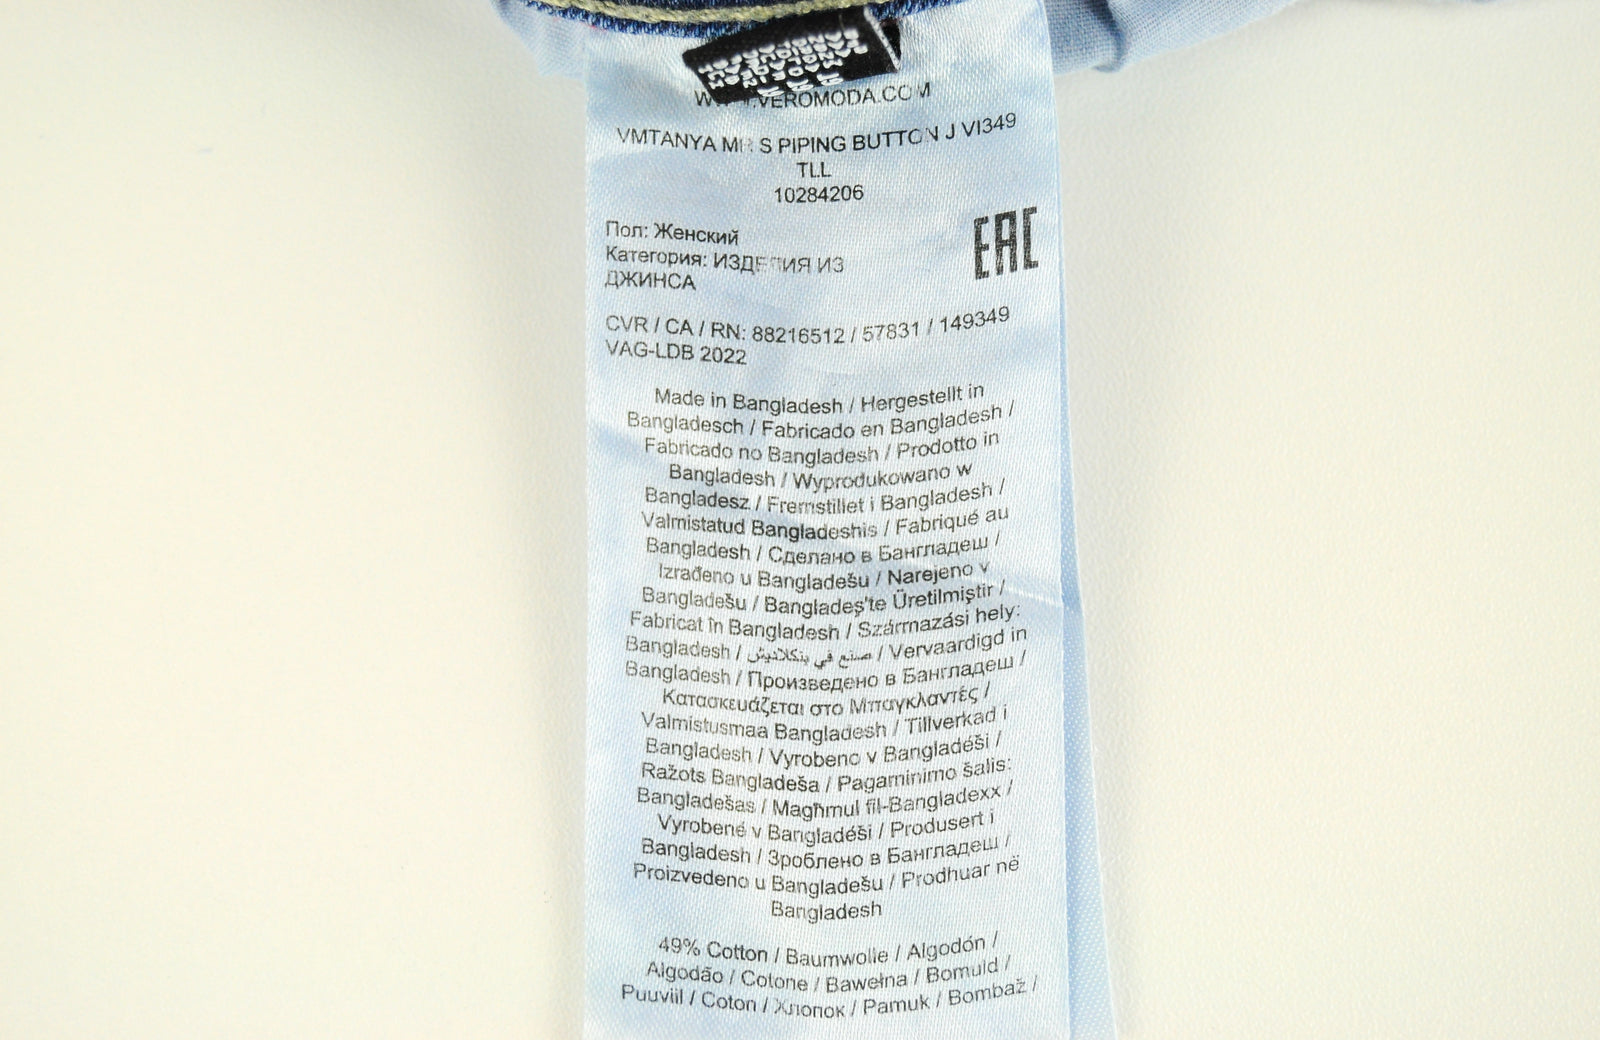 WWW.VEROMODA.COM
VMTANYA MR S PIPING BUTTON J VI349
TLL
10284206
Пол: Женский
Категория: ИЗДЕЛИЯ ИЗ
ДЖИНСА
EAC
CVR / CA / RN: 88216512 / 57831 / 149349
VAG-LDB 2022
Made in Bangladesh / Hergestellt in
Bangladesch / Fabricado en Bangladesh /
Fabricado no Bangladesh / Prodotto in
Bangladesh / Wyprodukowano w
Bangladesz / Fremstillet i Bangladesh /
Valmistatud Bangladeshis / Fabriqué au
Bangladesh / Сделано в Бангладеш /
Izrađeno u Bangladešu / Narejeno v
Bangladešu / Bangladeş'te Üretilmiştir /
Fabricat în Bangladesh / Származási hely:
Bangladesh / صنع في بنكلاديش / Vervaardigd in
Bangladesh / Произведено в Бангладеш /
Κατασκευάζεται στο Μπαγκλαντές /
Valmistusmaa Bangladesh / Tillverkad i
Bangladesh / Vyrobeno v Bangladéši /
Ražots Bangladeša / Pagaminimo šalis:
Bangladešas / Magħmul fil-Bangladexx /
Vyrobené v Bangladéši / Produsert i
Bangladesh / Зроблено в Бангладеш /
Proizvedeno u Bangladešu / Prodhuar në
Bangladesh
49% Cotton / Baumwolle / Algodón /
Algodão / Cotone / Bawełna / Bomuld /
Puuviil / Coton / Хлопок / Pamuk / Bombaž /